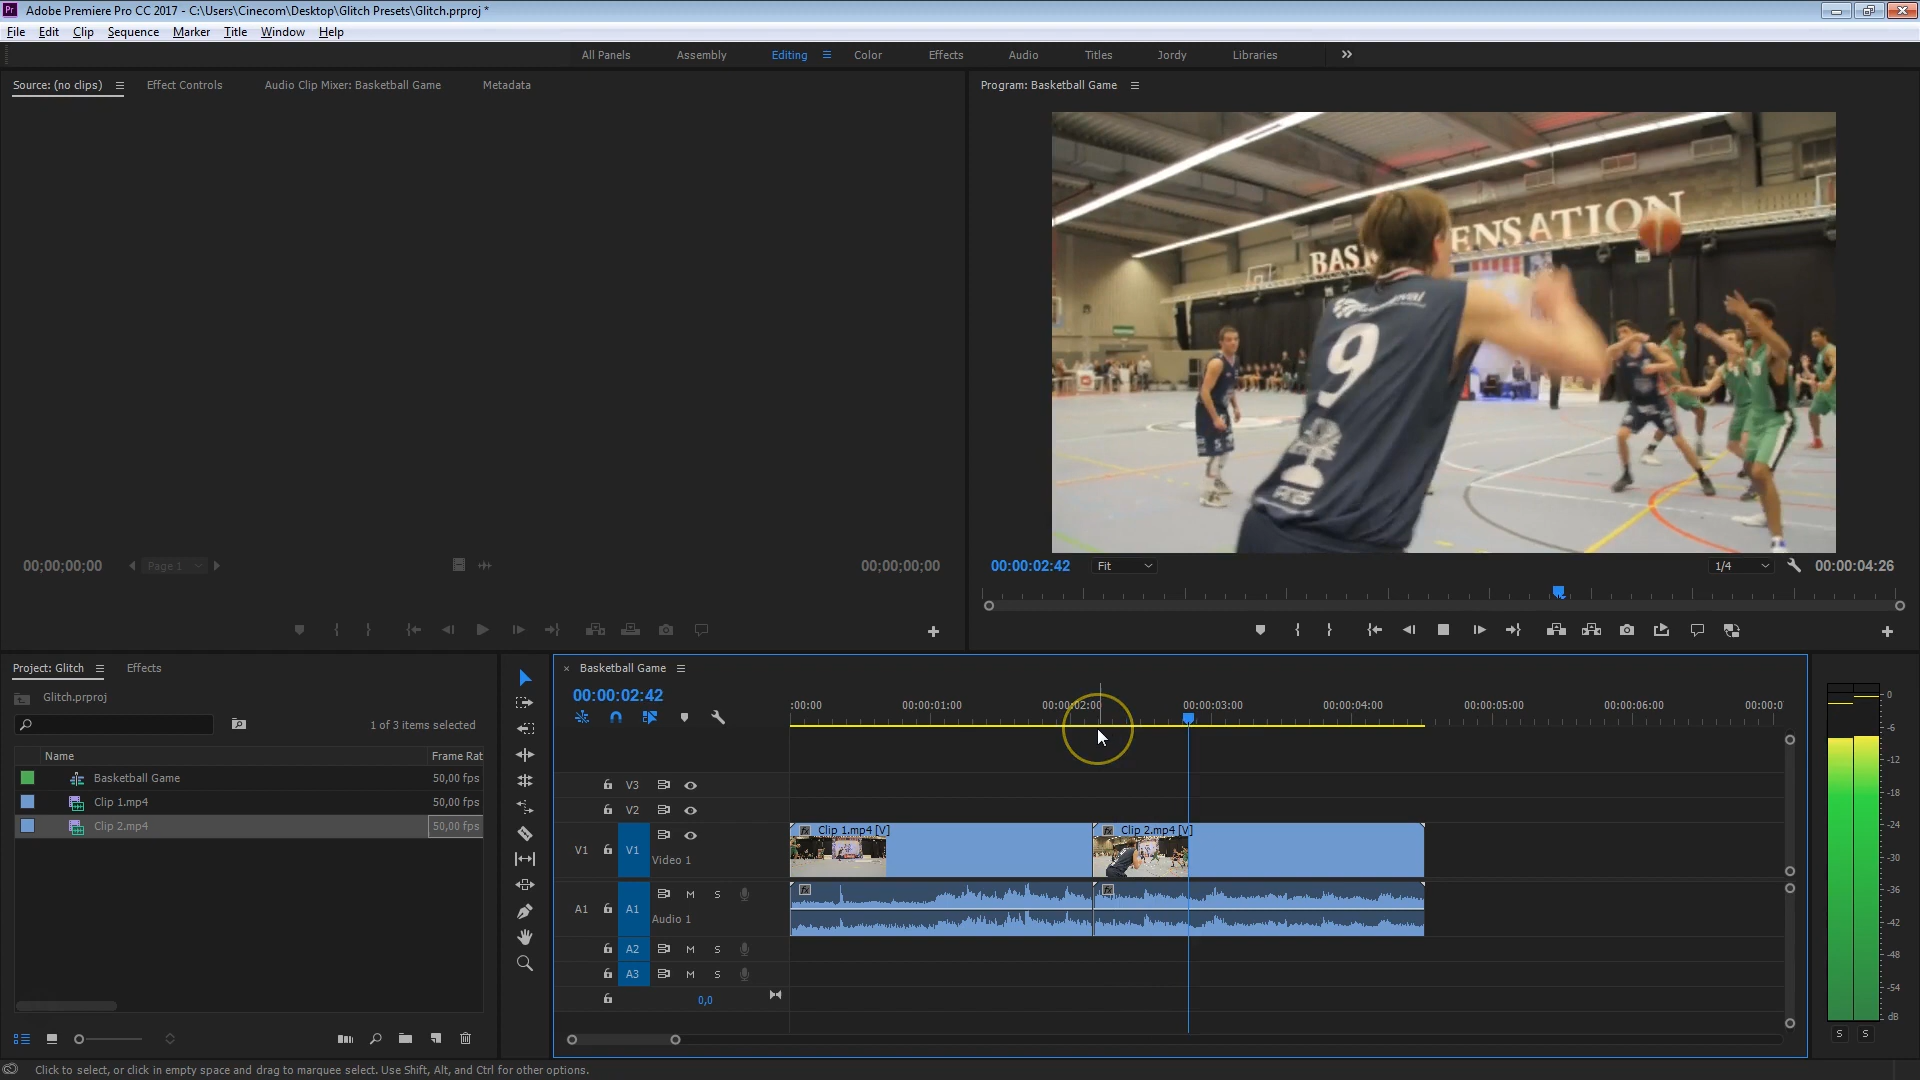 Adobe Premiere Pro CC 2017 - C:\Users\Cinecom\Desktop\Glitch Presets\Glitch.prproj *
File Edit Clip Sequence Marker Title Window Help
All Panels Assembly Editing Color Effects Audio Titles Jordy Libraries
Source: (no clips) Effect Controls Audio Clip Mixer: Basketball Game Metadata
Program: Basketball Game
BASK ENSATION
9
00;00;00;00 Page 1 00;00;00;00
00:00:02:42 Fit 1/4 00:00:04:26
Project: Glitch Effects
Glitch.prproj
1 of 3 items selected
Name Frame Rat
Basketball Game 50,00 fps
Clip 1.mp4 50,00 fps
Clip 2.mp4 50,00 fps
× Basketball Game
00:00:02:42
:00:00 00:00:01:00 00:00:02:00 00:00:03:00 00:00:04:00 00:00:05:00 00:00:06:00 00:00:0
V3
V2
V1 V1 Video 1
Clip 1.mp4 [V] Clip 2.mp4 [V]
A1 A1 M S Audio 1
A2 M S
A3 M S
0,0
0
-6
-12
-18
-24
-30
-36
-42
-48
-54
dB
S S
Click to select, or click in empty space and drag to marquee select. Use Shift, Alt, and Ctrl for other options.